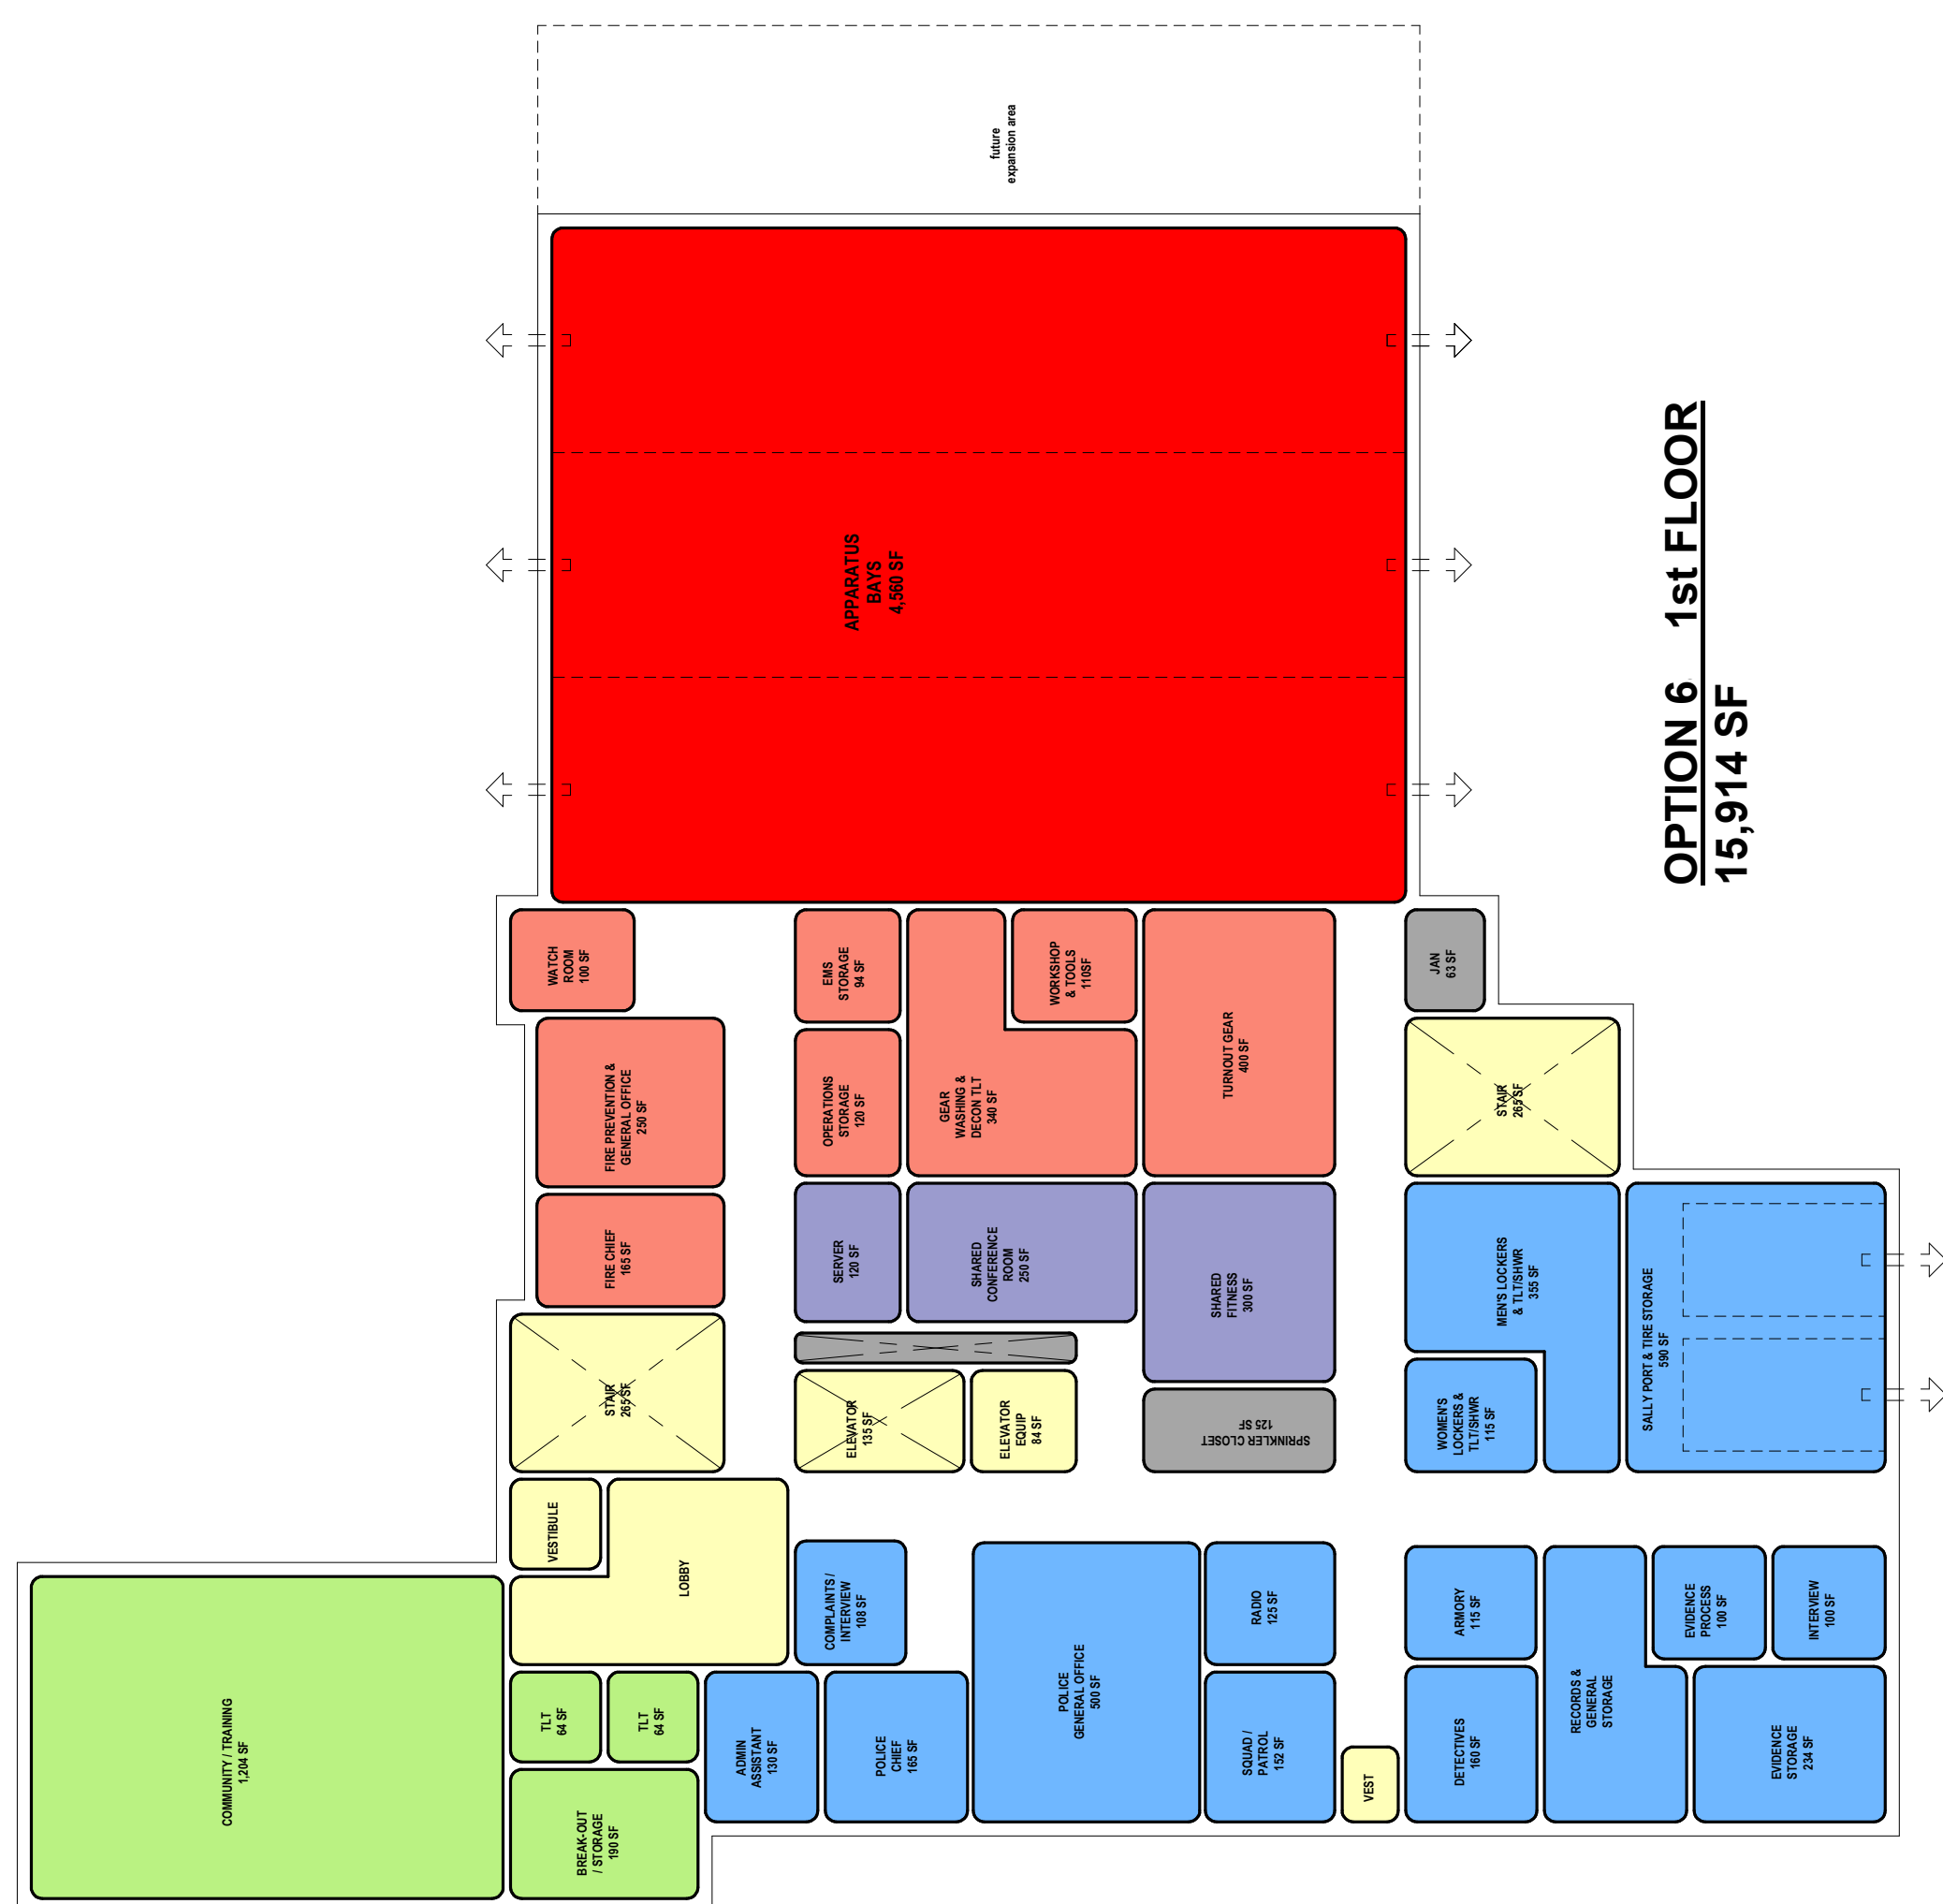 future
expansion area
APPARATUS
BAYS
4,560 SF
OPTION 6 1st FLOOR
15,914 SF
WATCH
ROOM
100 SF
EMS
STORAGE
94 SF
WORKSHOP
& TOOLS
110SF
JAN
63 SF
FIRE PREVENTION &
GENERAL OFFICE
250 SF
OPERATIONS
STORAGE
120 SF
GEAR
WASHING &
DECON TLT
340 SF
TURNOUT GEAR
400 SF
STAIR
265 SF
FIRE CHIEF
165 SF
SERVER
120 SF
SHARED
CONFERENCE
ROOM
250 SF
SHARED
FITNESS
300 SF
MEN'S LOCKERS
& TLT/SHWR
355 SF
SALLY PORT & TIRE STORAGE
590 SF
STAIR
265 SF
ELEVATOR
135 SF
ELEVATOR
EQUIP
84 SF
SPRINKLER CLOSET
125 SF
WOMEN'S
LOCKERS &
TLT/SHWR
115 SF
VESTIBULE
LOBBY
COMPLAINTS /
INTERVIEW
108 SF
POLICE
GENERAL OFFICE
500 SF
RADIO
125 SF
ARMORY
115 SF
RECORDS &
GENERAL
STORAGE
EVIDENCE
PROCESS
100 SF
INTERVIEW
100 SF
COMMUNITY / TRAINING
1,204 SF
TLT
64 SF
TLT
64 SF
ADMIN
ASSISTANT
130 SF
POLICE
CHIEF
165 SF
SQUAD /
PATROL
152 SF
VEST
DETECTIVES
160 SF
EVIDENCE
STORAGE
234 SF
BREAK-OUT
/ STORAGE
190 SF